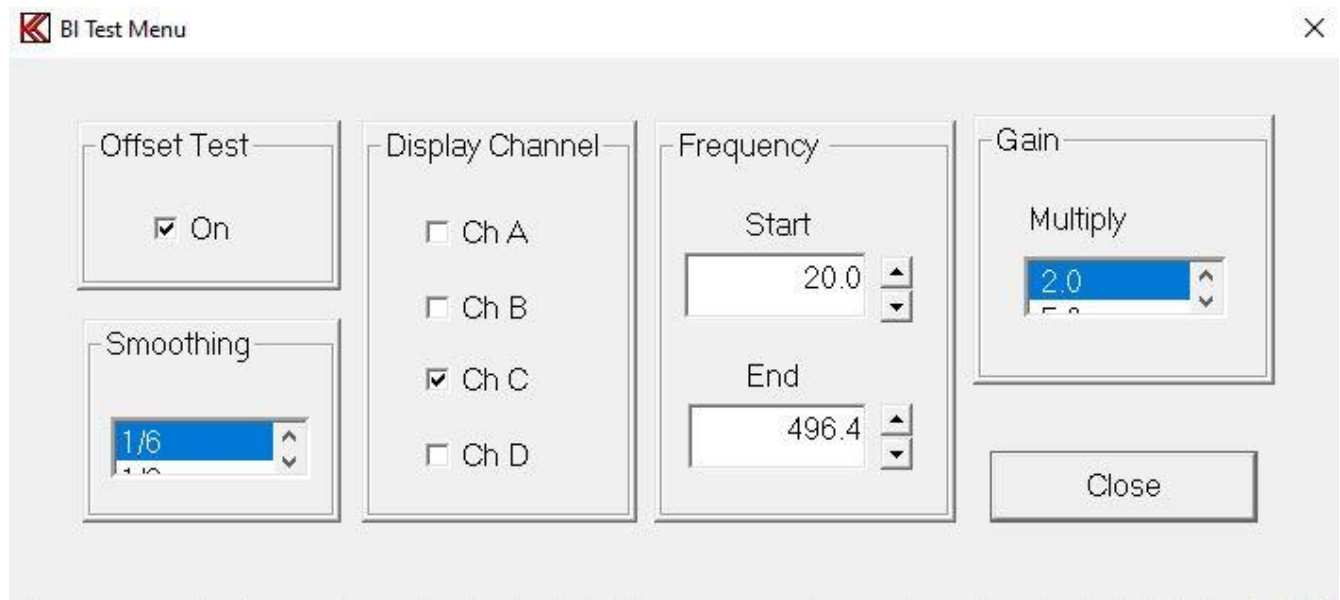 BI Test Menu
Offset Test
On
Smoothing
1/6
Display Channel
Ch A
Ch B
Ch C
Ch D
Frequency
Start
20.0
End
496.4
Gain
Multiply
2.0
Close